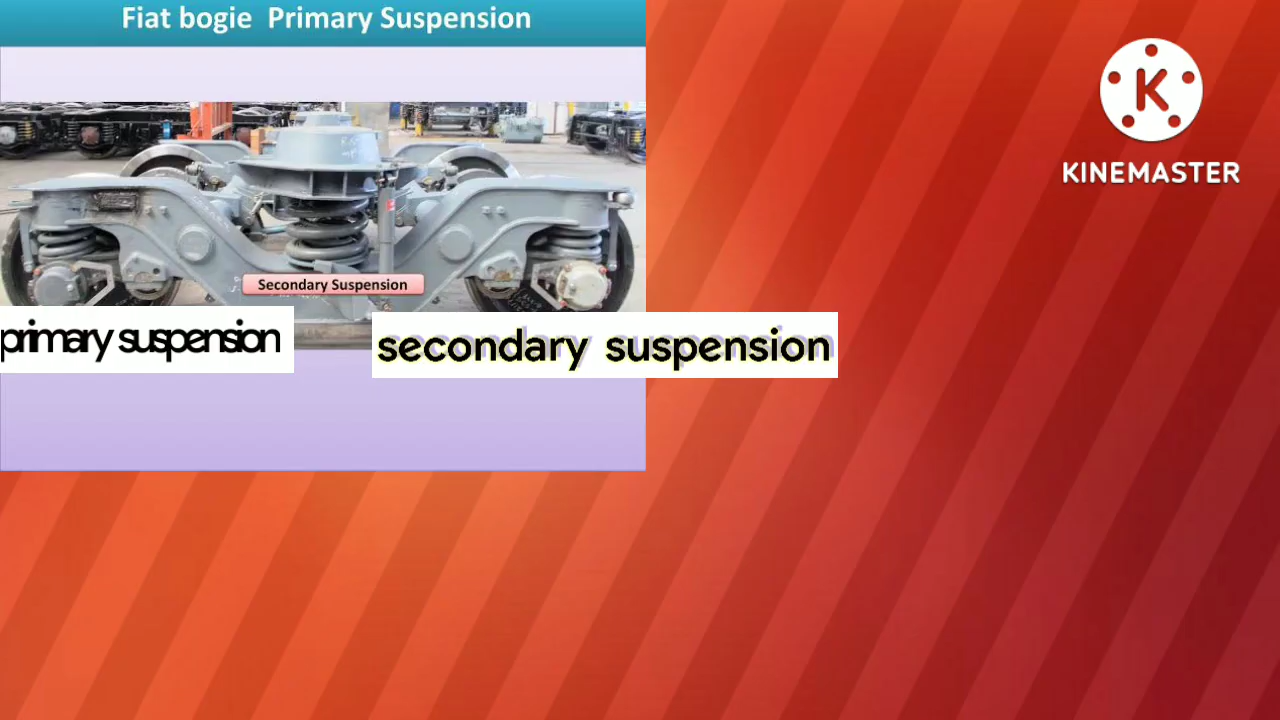 Fiat bogie Primary Suspension
KINEMASTER
Secondary Suspension
primary suspension
secondary suspension